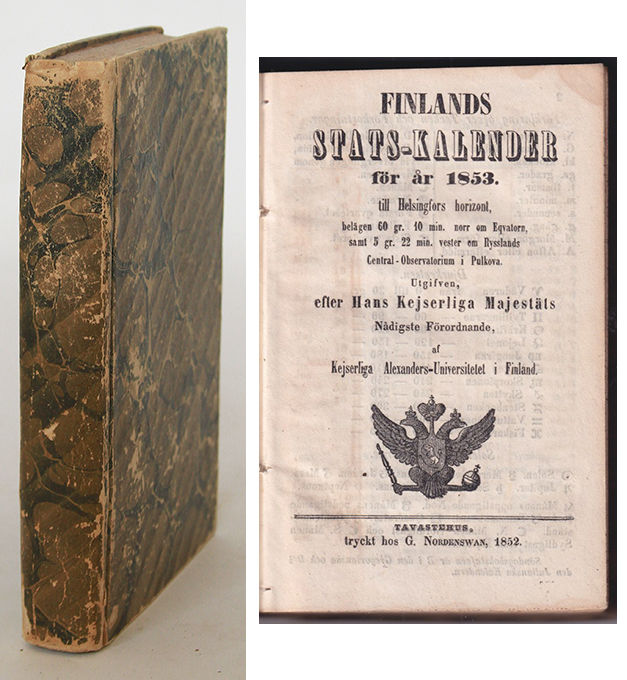 FINLANDS
STATS-KALENDER
för år 1853.
till Helsingfors horizont,
belägen 60 gr. 10 min. norr om Eqvatorn,
samt 5 gr. 22 min. vester om Rysslands
Central-Observatorium i Pulkova.
Utgifven,
efter Hans Kejserliga Majestäts
Nådigste Förordnande,
af
Kejserliga Alexanders-Universitetet i Finland.
TAVASTEHUS,
tryckt hos G. NORDENSWAN, 1852.